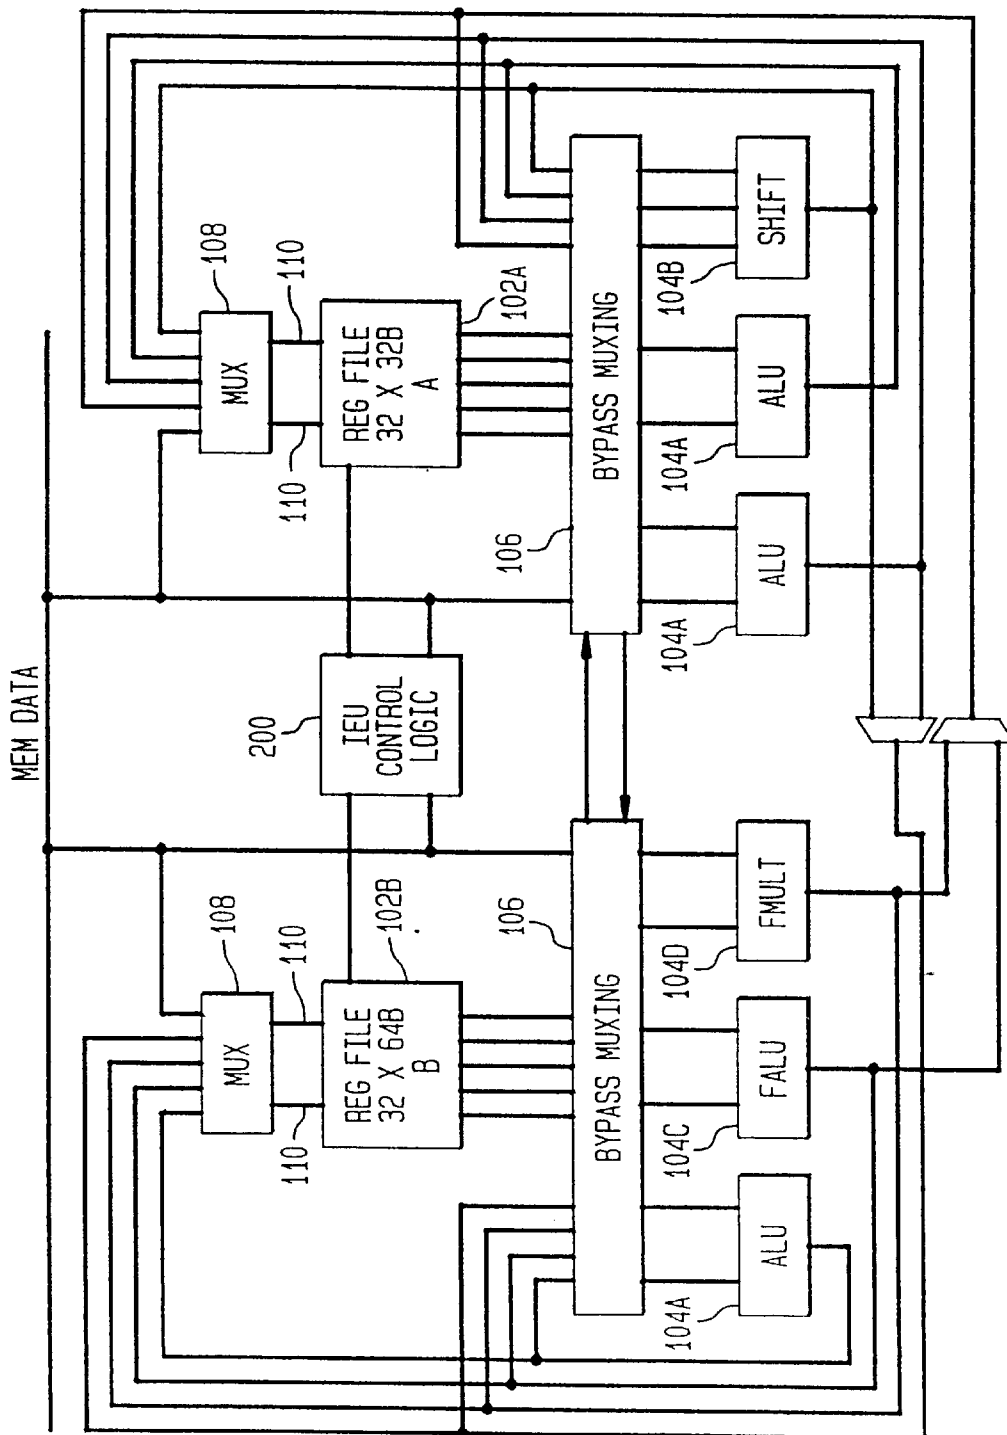 MEM DATA
108
MUX
110
110
REG FILE
32 X 64B
B
102B
200
IEU
CONTROL
LOGIC
108
MUX
110
110
REG FILE
32 X 32B
A
102A
106
BYPASS MUXING
106
BYPASS MUXING
104A
ALU
104C
FALU
104D
FMULT
104A
ALU
104A
ALU
104B
SHIFT